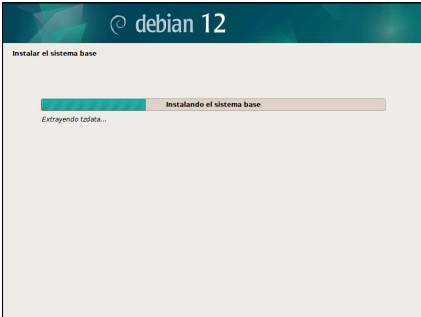 debian 12
Instalar el sistema base
Instalando el sistema base
Extrayendo tzdata...